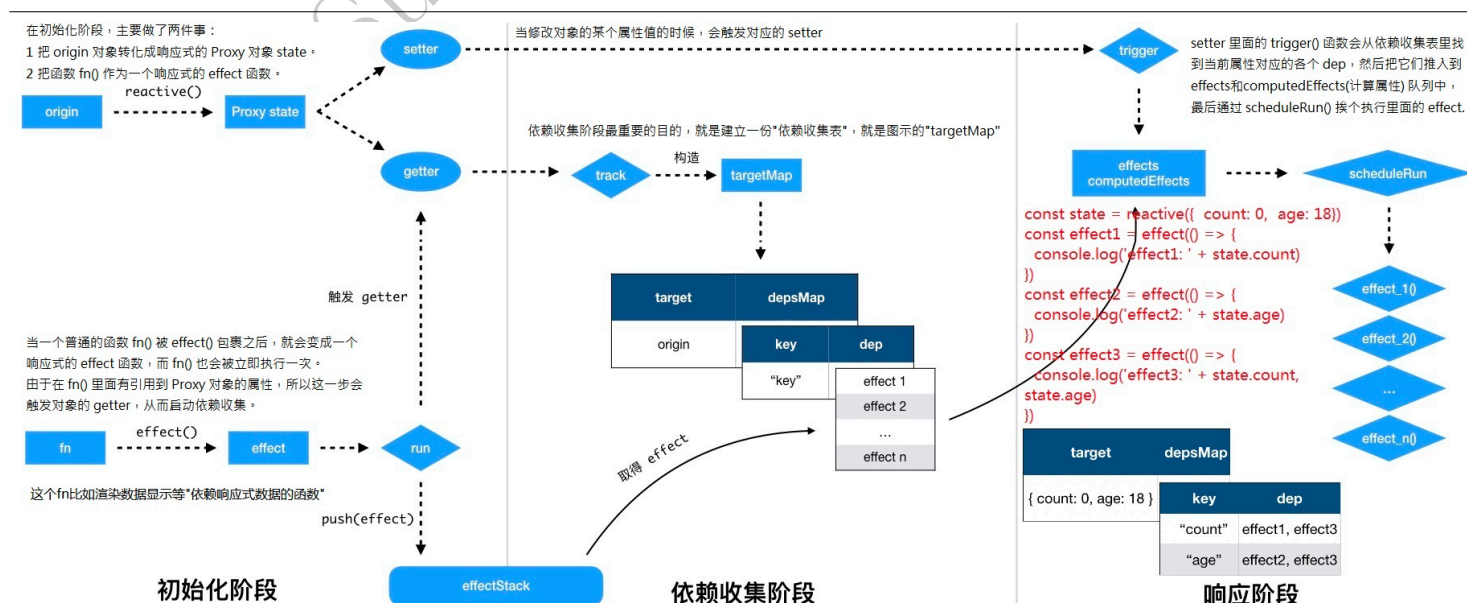 在初始化阶段，主要做了两件事：
1 把 origin 对象转化成响应式的 Proxy 对象 state。
2 把函数 fn() 作为一个响应式的 effect 函数。
reactive()
origin
Proxy state
setter
getter
当修改对象的某个属性值的时候，会触发对应的 setter
trigger
setter 里面的 trigger() 函数会从依赖收集表里找
到当前属性对应的各个 dep，然后把它们推入到
effects和computedEffects(计算属性) 队列中，
最后通过 scheduleRun() 挨个执行里面的 effect.
依赖收集阶段最重要的目的，就是建立一份"依赖收集表"，就是图示的"targetMap"
track
构造
targetMap
effects
computedEffects
scheduleRun
触发 getter
target
depsMap
origin
key
dep
“key”
effect 1
effect 2
...
effect n
const state = reactive({ count: 0, age: 18})
const effect1 = effect(() => {
console.log('effect1: ' + state.count)
})
const effect2 = effect(() => {
console.log('effect2: ' + state.age)
})
const effect3 = effect(() => {
console.log('effect3: ' + state.count,
state.age)
})
effect_1()
effect_2()
...
effect_n()
当一个普通的函数 fn() 被 effect() 包裹之后，就会变成一个
响应式的 effect 函数，而 fn() 也会被立即执行一次。
由于在 fn() 里面有引用到 Proxy 对象的属性，所以这一步会
触发对象的 getter，从而启动依赖收集。
fn
effect()
effect
run
这个fn比如渲染数据显示等"依赖响应式数据的函数"
push(effect)
effectStack
取得 effect
target
depsMap
{ count: 0, age: 18 }
key
dep
“count”
effect1, effect3
“age”
effect2, effect3
初始化阶段
依赖收集阶段
响应阶段